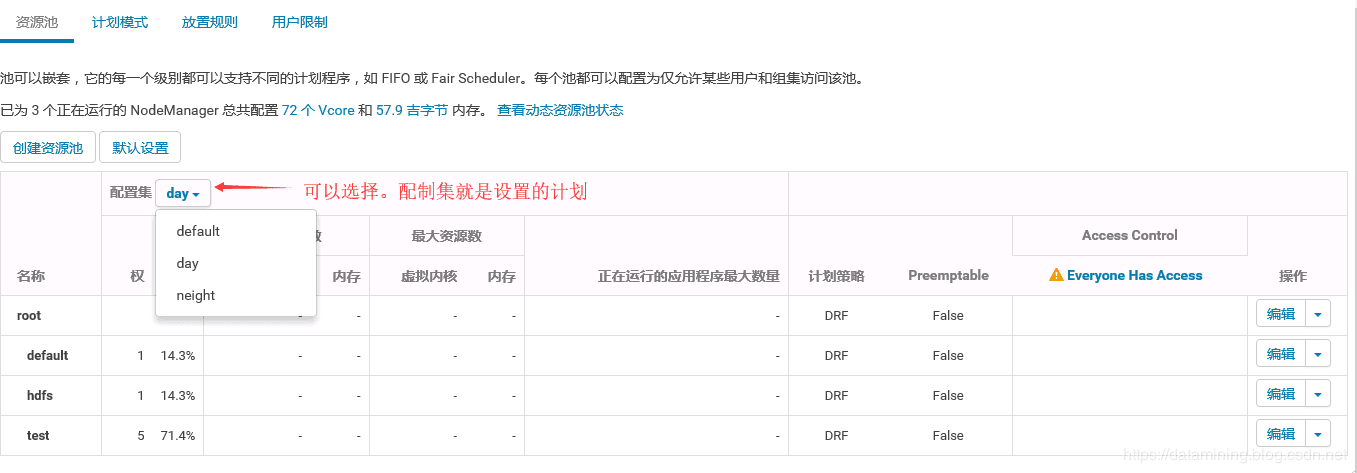 资源池 计划模式 放置规则 用户限制
池可以嵌套，它的每一个级别都可以支持不同的计划程序，如 FIFO 或 Fair Scheduler。每个池都可以配置为仅允许某些用户和组集访问该池。
已为 3 个正在运行的 NodeManager 总共配置 72 个 Vcore 和 57.9 吉字节 内存。 查看动态资源池状态
创建资源池 默认设置
配置集 day 可以选择。配制集就是设置的计划
default
day
neight
数 最大资源数 Access Control
名称 权 内存 虚拟内核 内存 正在运行的应用程序最大数量 计划策略 Preemptable Everyone Has Access 操作
root - - - - - DRF False 编辑
default 1 14.3% - - - - - DRF False 编辑
hdfs 1 14.3% - - - - - DRF False 编辑
test 5 71.4% - - - - - DRF False 编辑
https://datamining.blog.csdn.net